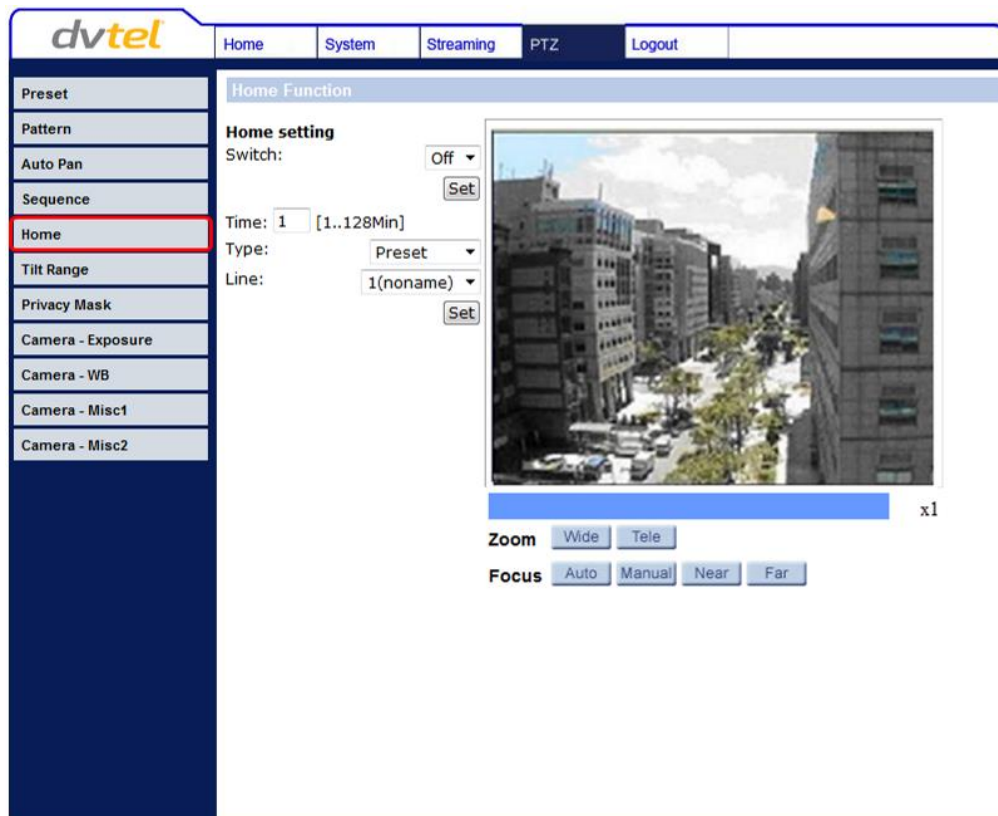 dvtel
Home System Streaming PTZ Logout
Preset
Pattern
Auto Pan
Sequence
Home
Tilt Range
Privacy Mask
Camera - Exposure
Camera - WB
Camera - Misc1
Camera - Misc2
Home Function
Home setting
Switch: Off
Set
Time: 1 [1..128Min]
Type: Preset
Line: 1(noname)
Set
x1
Zoom Wide Tele
Focus Auto Manual Near Far